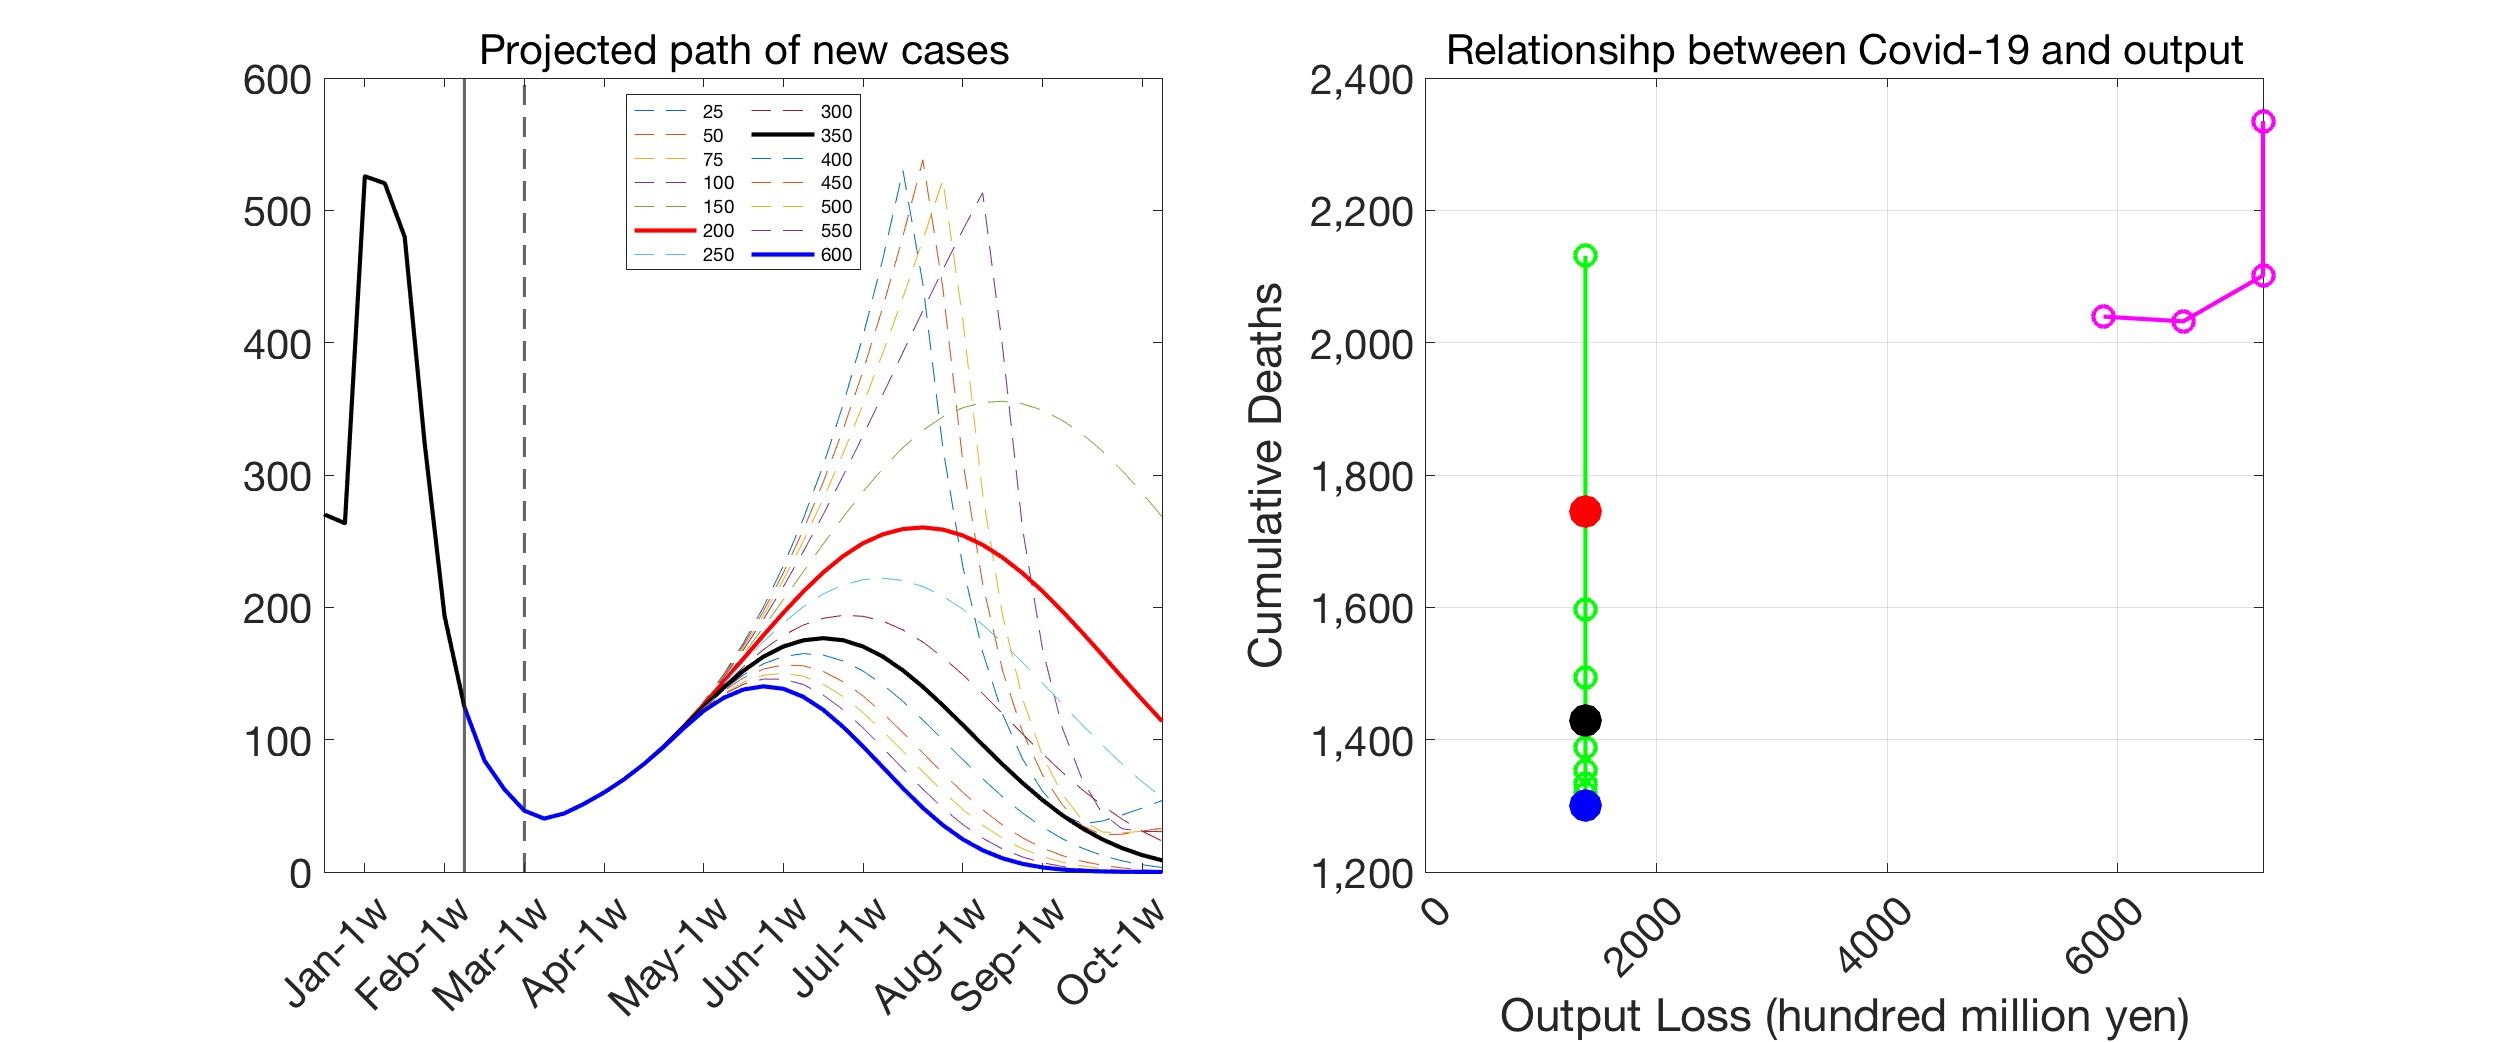 Projected path of new cases
600
500
400
300
200
100
0
25
50
75
100
150
200
250
300
350
400
450
500
550
600
Jan-1w
Feb-1w
Mar-1w
Apr-1w
May-1w
Jun-1w
Jul-1w
Aug-1w
Sep-1w
Oct-1w
Relationsihp between Covid-19 and output
Cumulative Deaths
2,400
2,200
2,000
1,800
1,600
1,400
1,200
0
2000
4000
6000
Output Loss (hundred million yen)